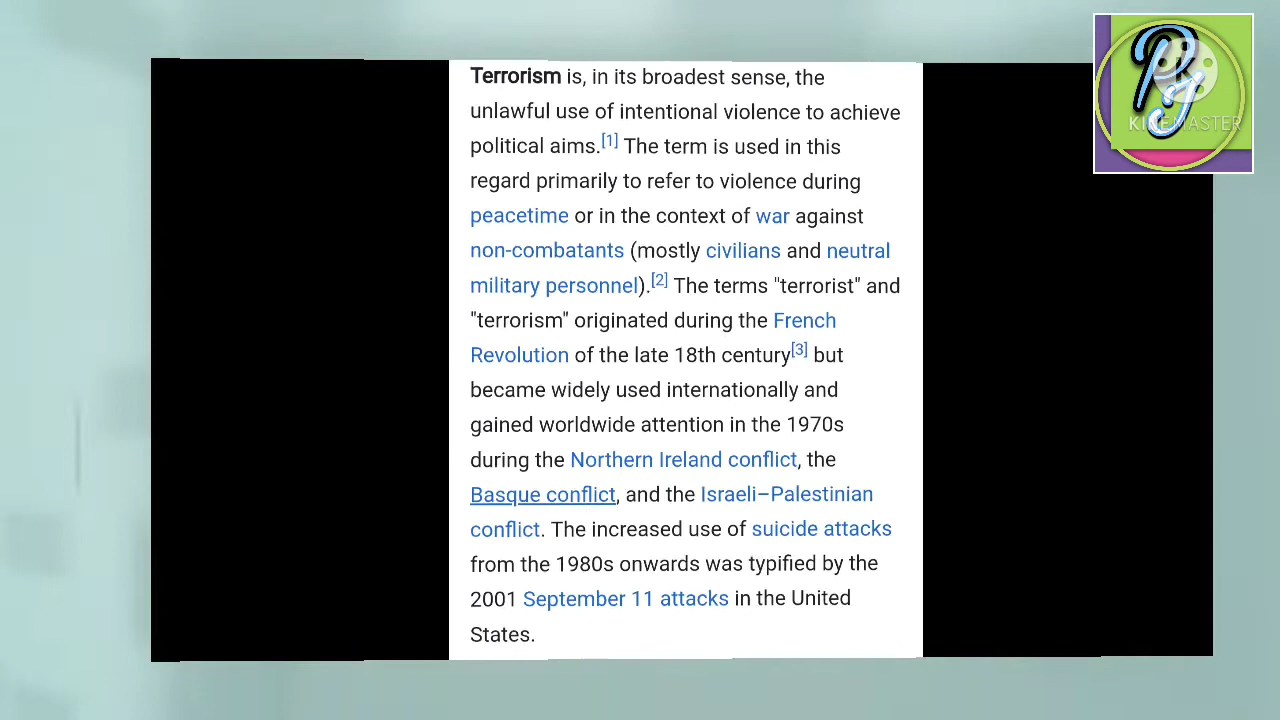 Terrorism is, in its broadest sense, the
unlawful use of intentional violence to achieve
political aims.[1] The term is used in this
regard primarily to refer to violence during
peacetime or in the context of war against
non-combatants (mostly civilians and neutral
military personnel).[2] The terms "terrorist" and
"terrorism" originated during the French
Revolution of the late 18th century[3] but
became widely used internationally and
gained worldwide attention in the 1970s
during the Northern Ireland conflict, the
Basque conflict, and the Israeli–Palestinian
conflict. The increased use of suicide attacks
from the 1980s onwards was typified by the
2001 September 11 attacks in the United
States.
KINEMASTER